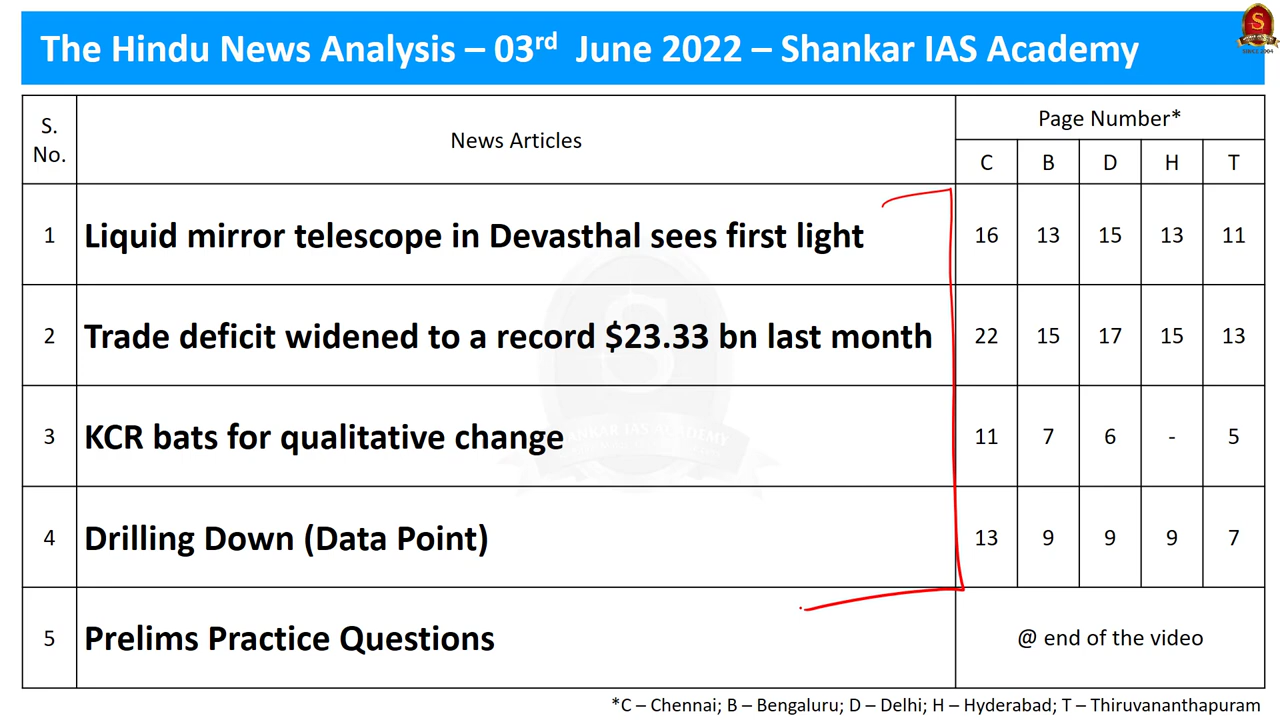 The Hindu News Analysis – 03rd June 2022 – Shankar IAS Academy
S. No.
News Articles
Page Number*
C B D H T
1 Liquid mirror telescope in Devasthal sees first light 16 13 15 13 11
2 Trade deficit widened to a record $23.33 bn last month 22 15 17 15 13
3 KCR bats for qualitative change 11 7 6 - 5
4 Drilling Down (Data Point) 13 9 9 9 7
5 Prelims Practice Questions @ end of the video
*C – Chennai; B – Bengaluru; D – Delhi; H – Hyderabad; T – Thiruvananthapuram